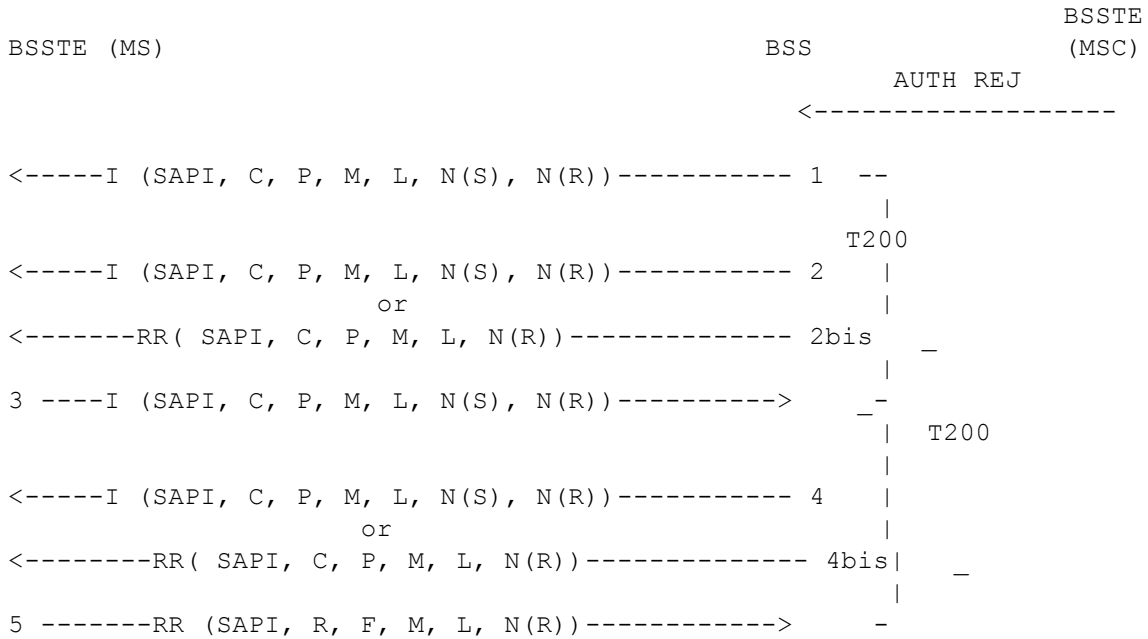 BSSTE
BSSTE (MS) BSS (MSC)
AUTH REJ
<-------------------
<-----I (SAPI, C, P, M, L, N(S), N(R))----------- 1 --
|
T200
<-----I (SAPI, C, P, M, L, N(S), N(R))----------- 2 |
or |
<-------RR( SAPI, C, P, M, L, N(R))-------------- 2bis _
|
3 ----I (SAPI, C, P, M, L, N(S), N(R))----------> _-
| T200
|
<-----I (SAPI, C, P, M, L, N(S), N(R))----------- 4 |
or |
<--------RR( SAPI, C, P, M, L, N(R))-------------- 4bis| _
|
5 -------RR (SAPI, R, F, M, L, N(R))------------> -